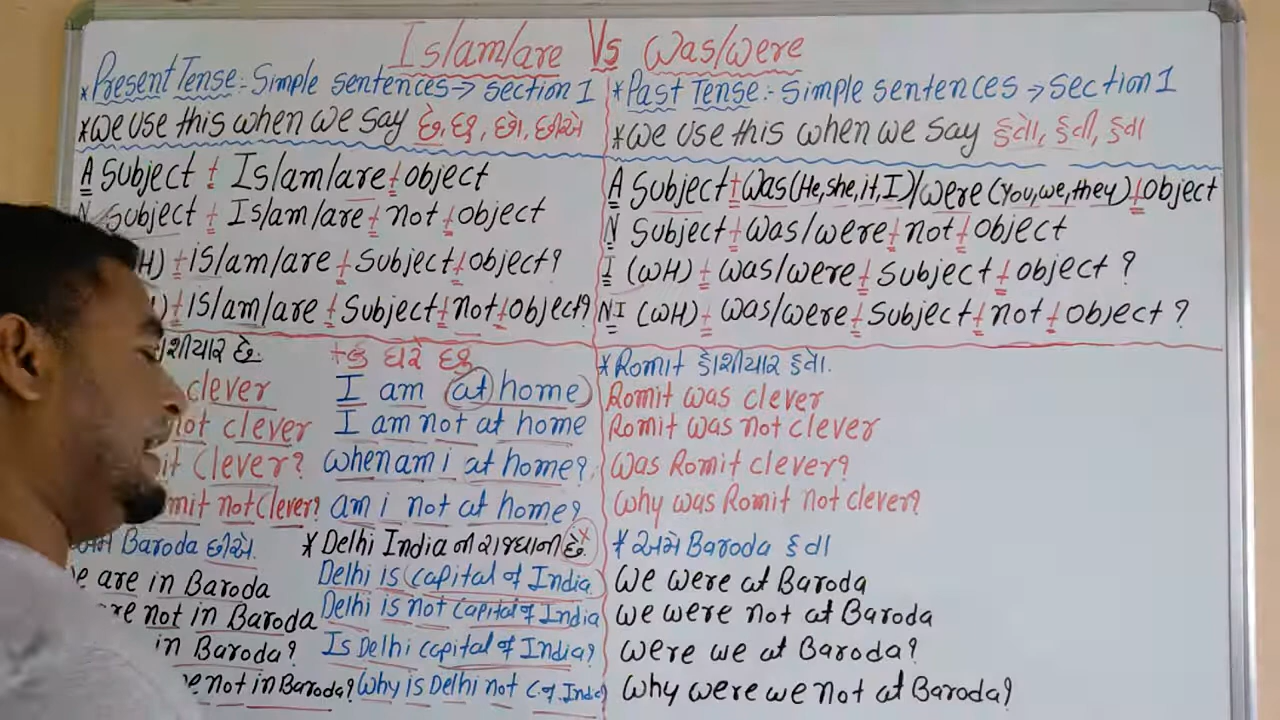 Is/am/are Vs Was/were
*Present Tense:- Simple sentences → section 1
*We use this when we say છે, છું, છો, છીએ
A Subject + Is/am/are + object
N Subject + Is/am/are + not + object
H) + is/am/are + Subject + object?
) + Is/am/are + Subject + not + Object?
શીયાર છે.
clever
not clever
it Clever?
mit not Clever?
Baroda છીએ.
e are in Baroda
re not in Baroda
in Baroda?
e not in Baroda?
+હું ઘરે છું
I am at home
I am not at home
when am i at home?
am i not at home?
* Delhi India ની રાજધાની છે.
Delhi is capital of India
Delhi is not capital of India
Is Delhi capital of India?
Why is Delhi not C.of.India
*Past Tense:- Simple sentences → section 1
*We Use this when we say હતો, હતી, હતા
A Subject + Was (He, she, it, I) / were (You, we, they) + Object
N Subject + Was/were + not + object
I (WH) + Was/were + Subject + object ?
NI (WH) + Was/were + Subject + not + object ?
*Romit હોશીયાર હતો.
Romit was clever
Romit was not clever
Was Romit clever?
Why was Romit not clever?
* અમે Baroda હતા
We were at Baroda
we were not at Baroda
were we at Baroda?
Why were we not at Baroda?